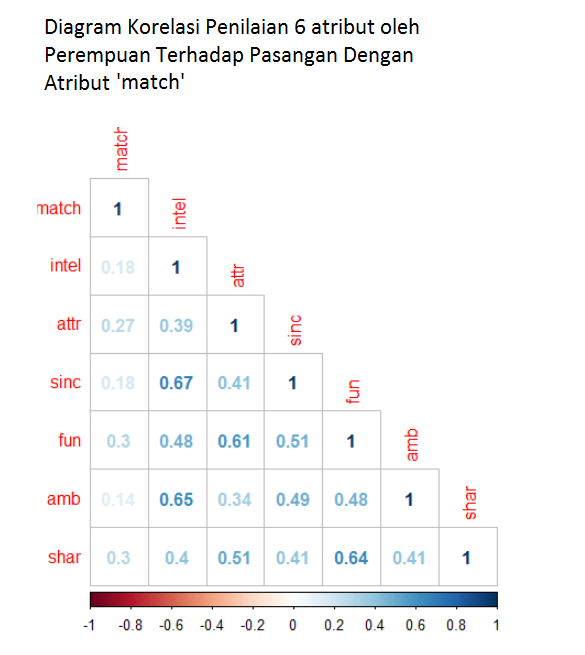 Diagram Korelasi Penilaian 6 atribut oleh
Perempuan Terhadap Pasangan Dengan
Atribut 'match'
match
match 1 intel
intel 0.18 1 attr
attr 0.27 0.39 1 sinc
sinc 0.18 0.67 0.41 1 fun
fun 0.3 0.48 0.61 0.51 1 amb
amb 0.14 0.65 0.34 0.49 0.48 1 shar
shar 0.3 0.4 0.51 0.41 0.64 0.41 1
-1 -0.8 -0.6 -0.4 -0.2 0 0.2 0.4 0.6 0.8 1